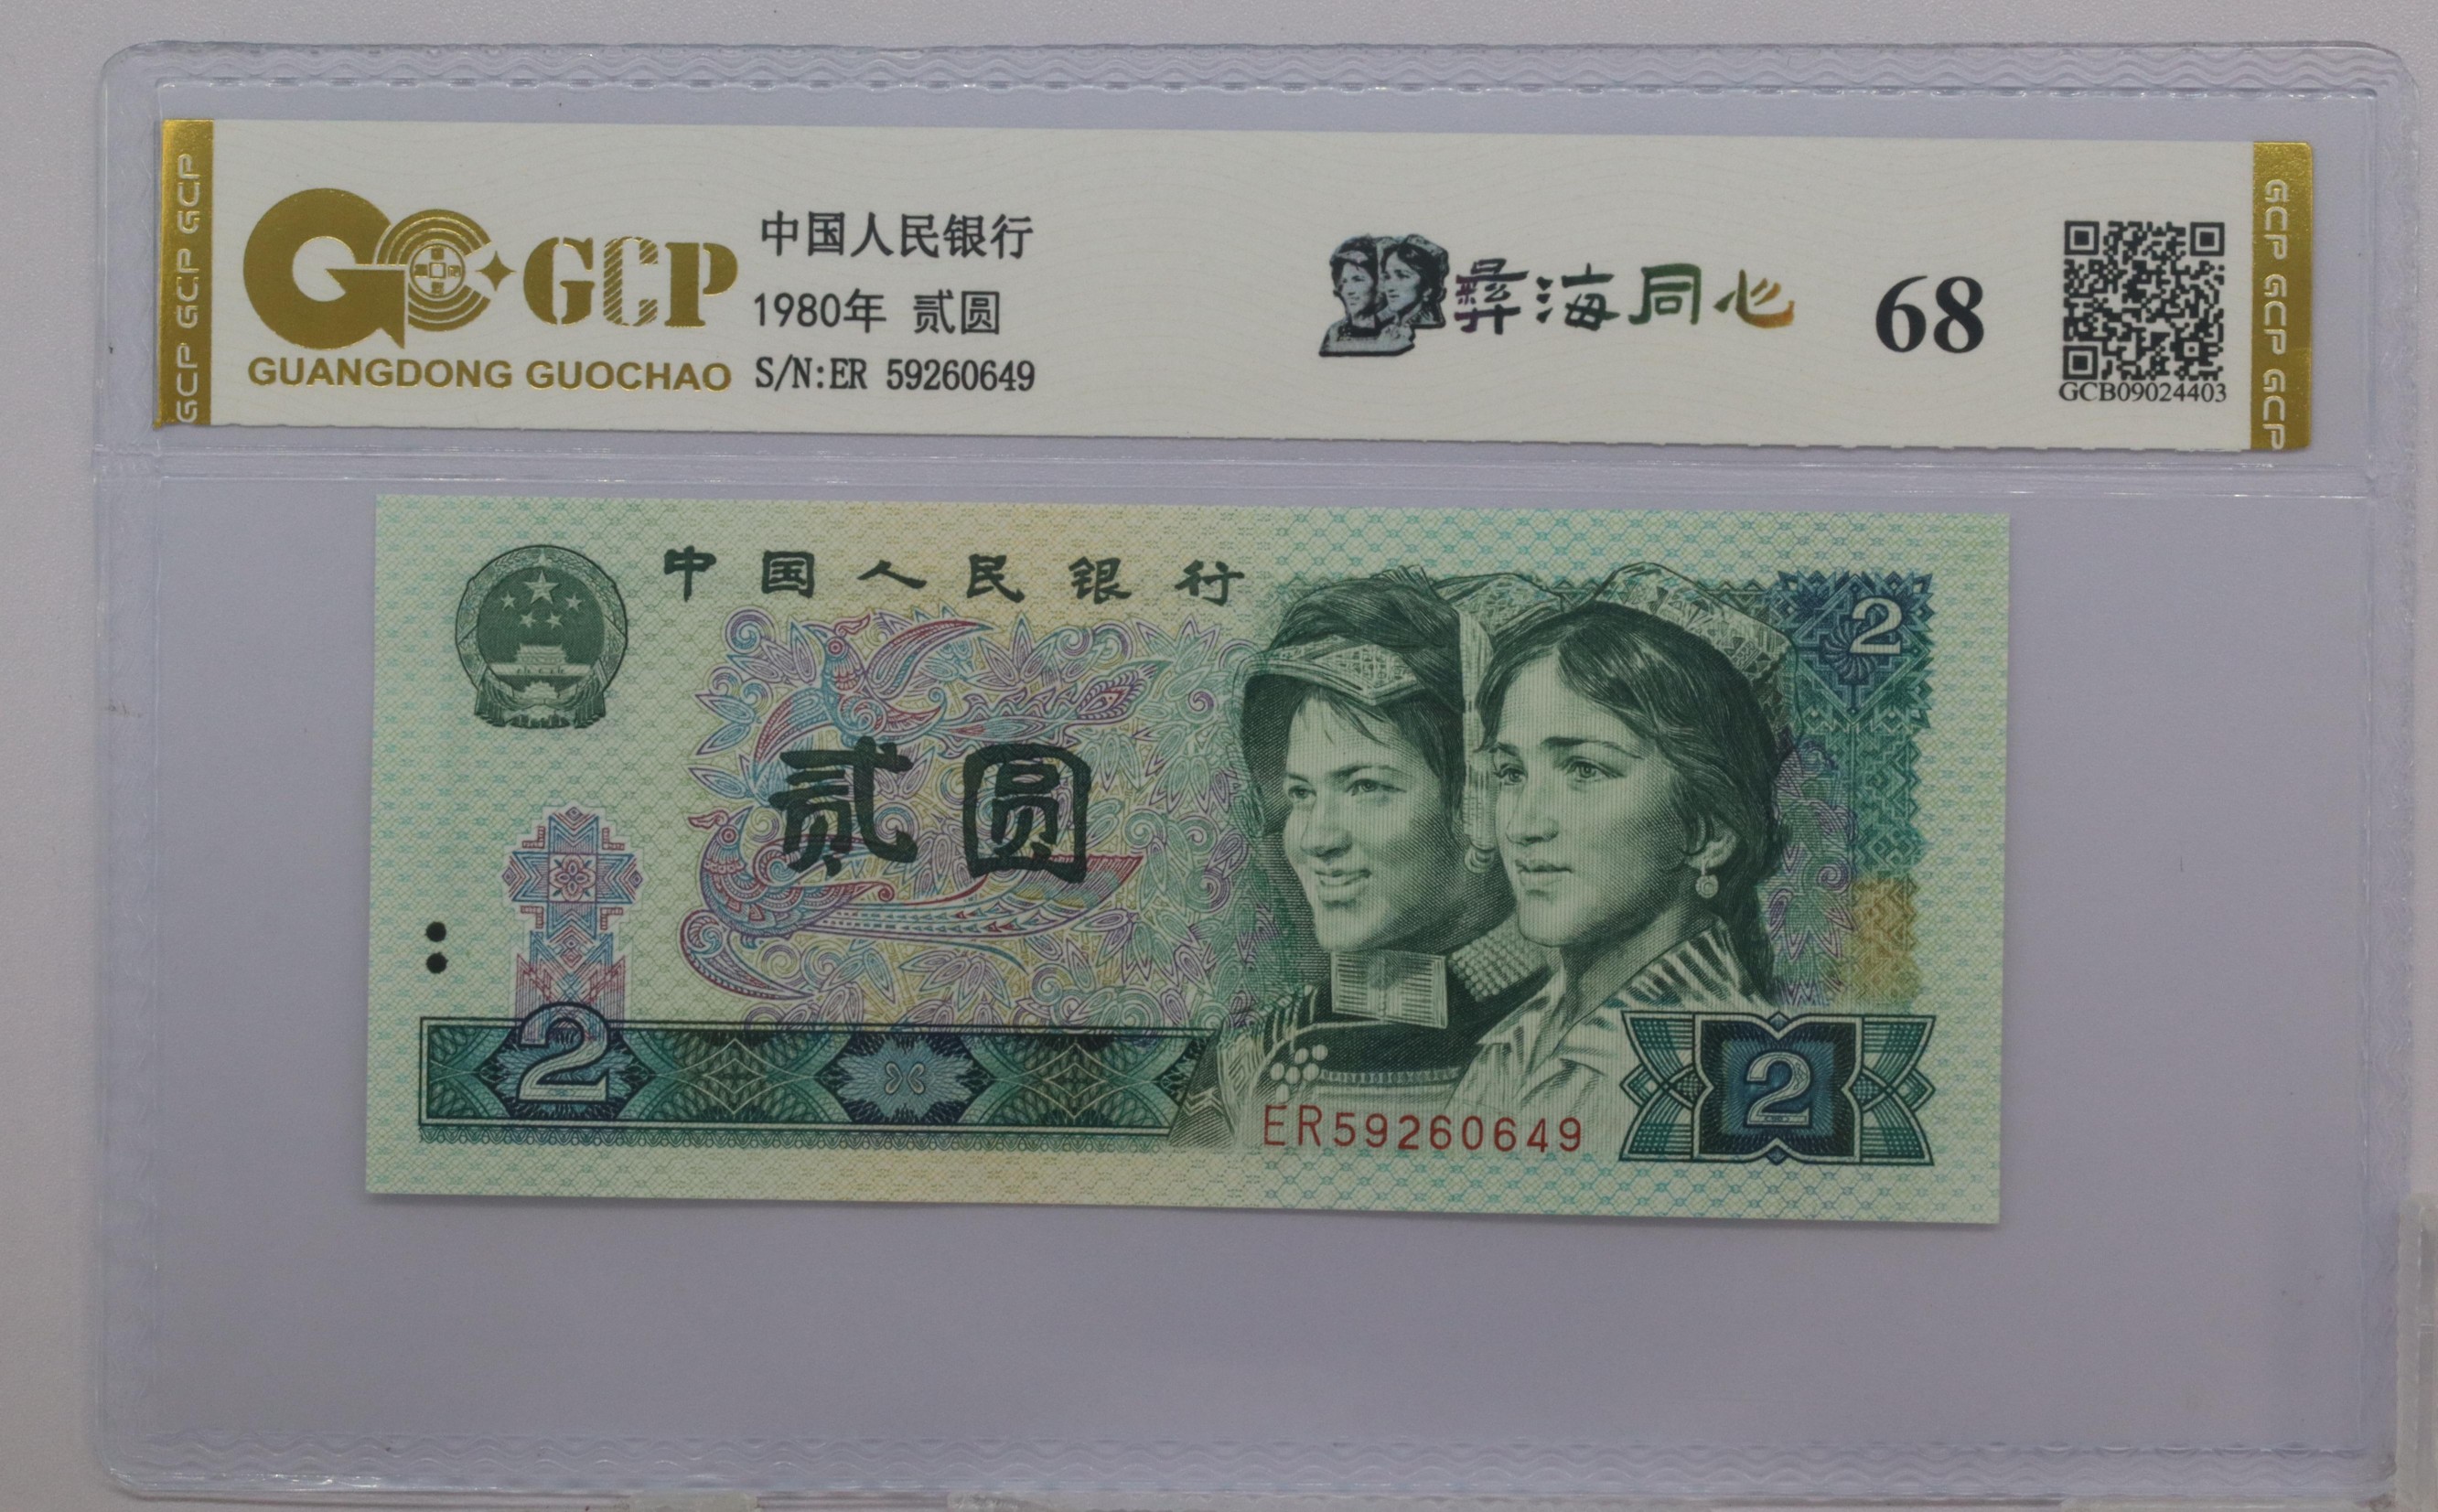 GCP GCP GCP
GCP
GUANGDONG GUOCHAO
中国人民银行
1980年 贰圆
S/N:ER 59260649
彝海同心
68
GCB09024403
GCP GCP GCP
中国人民银行
2
贰圆
2
2
ER59260649